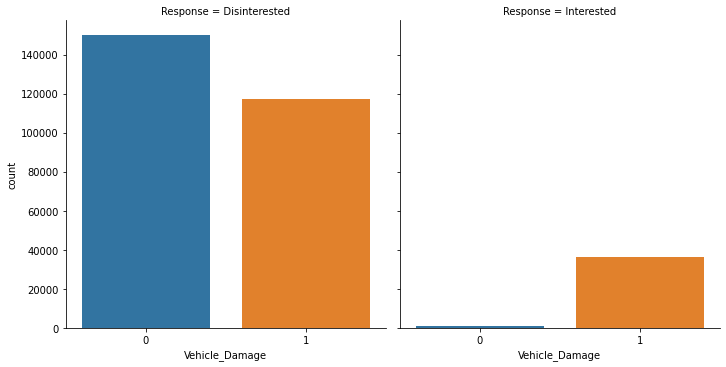 Response = Disinterested
Response = Interested
140000
120000
100000
80000
60000
40000
20000
0
count
0
1
0
1
Vehicle_Damage
Vehicle_Damage